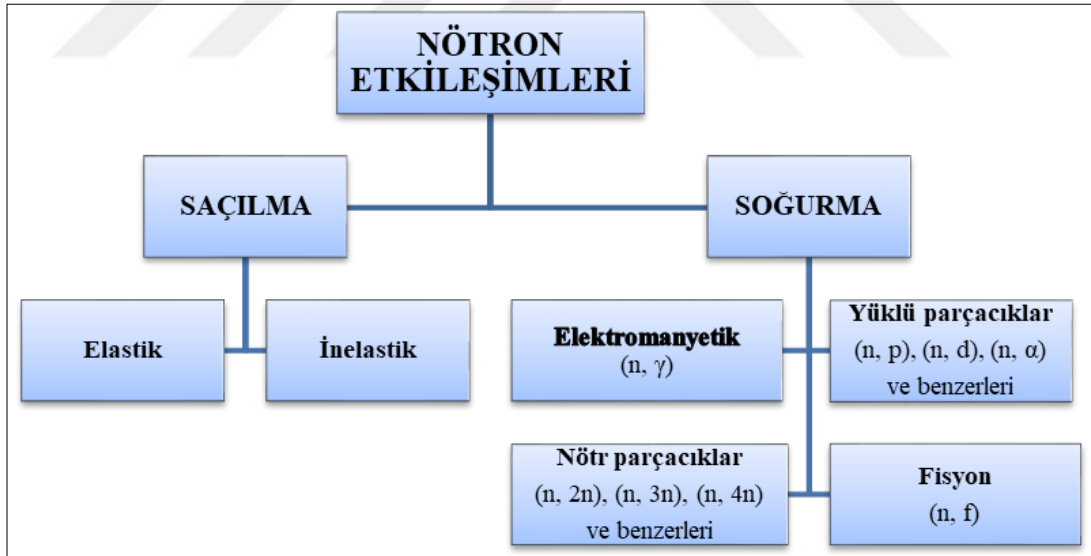 NÖTRON
ETKİLEŞİMLERİ
SAÇILMA
SOĞURMA
Elastik
İnelastik
Elektromanyetik
(n, γ)
Yüklü parçacıklar
(n, p), (n, d), (n, α)
ve benzerleri
Nötr parçacıklar
(n, 2n), (n, 3n), (n, 4n)
ve benzerleri
Fisyon
(n, f)